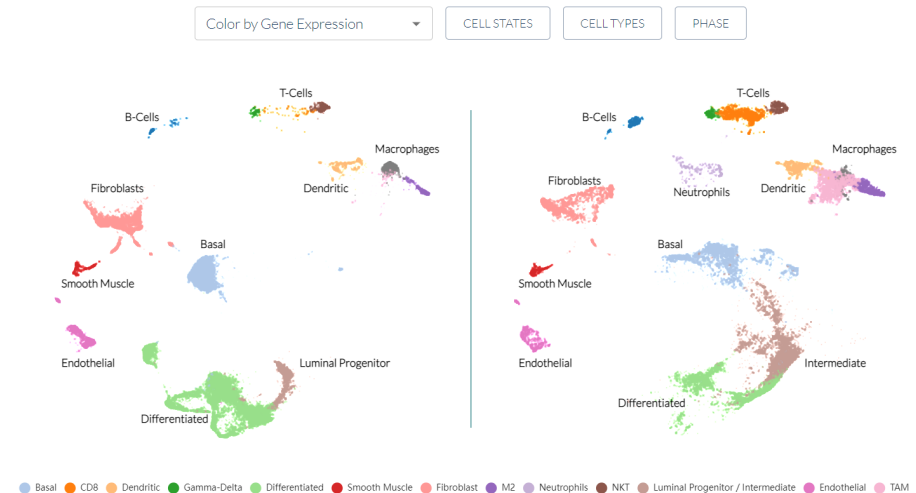 Color by Gene Expression
CELL STATES
CELL TYPES
PHASE
T-Cells
B-Cells
Macrophages
Dendritic
Fibroblasts
Basal
Smooth Muscle
Endothelial
Luminal Progenitor
Differentiated
T-Cells
B-Cells
Macrophages
Neutrophils
Dendritic
Fibroblasts
Basal
Smooth Muscle
Endothelial
Intermediate
Differentiated
Basal CD8 Dendritic Gamma-Delta Differentiated Smooth Muscle Fibroblast M2 Neutrophils NKT Luminal Progenitor / Intermediate Endothelial TAM